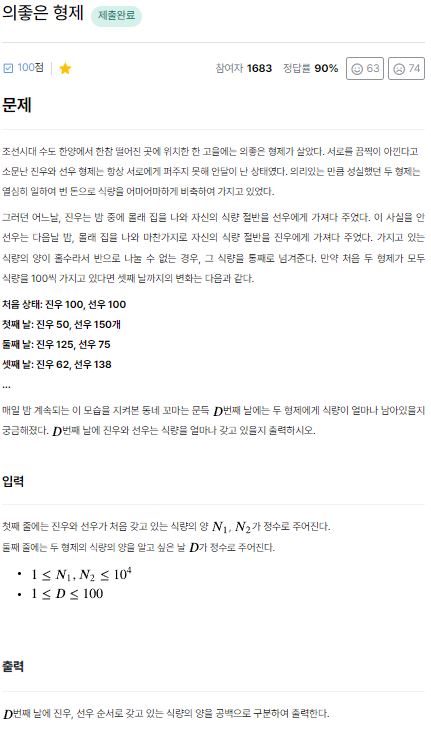 의좋은 형제 제출완료
100점 참여자 1683 정답률 90% 63 74
문제
조선시대 수도 한양에서 한참 떨어진 곳에 위치한 한 고을에는 의좋은 형제가 살았다. 서로를 끔찍이 아낀다고
소문난 진우와 선우 형제는 항상 서로에게 퍼주지 못해 안달이 난 상태였다. 의리있는 만큼 성실했던 두 형제는
열심히 일하여 번 돈으로 식량을 어마어마하게 비축하여 가지고 있었다.
그러던 어느날, 진우는 밤 중에 몰래 집을 나와 자신의 식량 절반을 선우에게 가져다 주었다. 이 사실을 안
선우는 다음날 밤, 몰래 집을 나와 마찬가지로 자신의 식량 절반을 진우에게 가져다 주었다. 가지고 있는
식량의 양이 홀수라서 반으로 나눌 수 없는 경우, 그 식량을 통째로 넘겨준다. 만약 처음 두 형제가 모두
식량을 100씩 가지고 있다면 셋째 날까지의 변화는 다음과 같다.
처음 상태: 진우 100, 선우 100
첫째 날: 진우 50, 선우 150개
둘째 날: 진우 125, 선우 75
셋째 날: 진우 62, 선우 138
...
매일 밤 계속되는 이 모습을 지켜본 동네 꼬마는 문득 D번째 날에는 두 형제에게 식량이 얼마나 남아있을지
궁금해졌다. D번째 날에 진우와 선우는 식량을 얼마나 갖고 있을지 출력하시오.
입력
첫째 줄에는 진우와 선우가 처음 갖고 있는 식량의 양 N₁, N₂가 정수로 주어진다.
둘째 줄에는 두 형제의 식량의 양을 알고 싶은 날 D가 정수로 주어진다.
• 1 ≤ N₁, N₂ ≤ 10⁴
• 1 ≤ D ≤ 100
출력
D번째 날에 진우, 선우 순서로 갖고 있는 식량의 양을 공백으로 구분하여 출력한다.